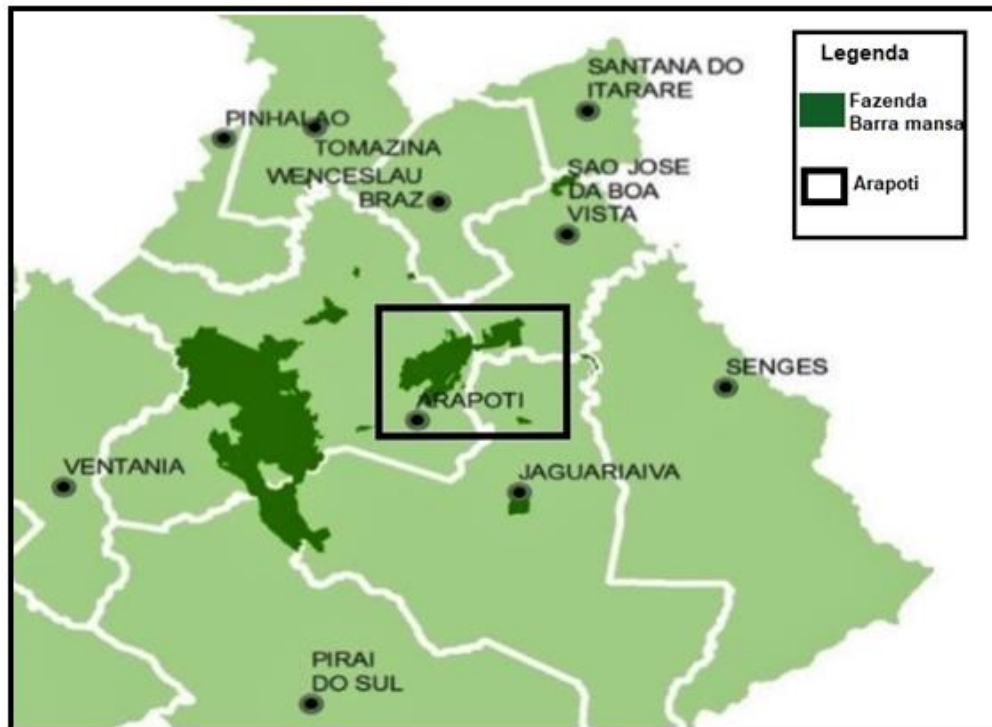 Legenda
Fazenda
Barra mansa
Arapoti
SANTANA DO
ITARARE
PINHALAO
TOMAZINA
WENCESLAU
BRAZ
SAO JOSE
DA BOA
VISTA
SENGES
ARAPOTI
VENTANIA
JAGUARIAIVA
PIRAI
DO SUL